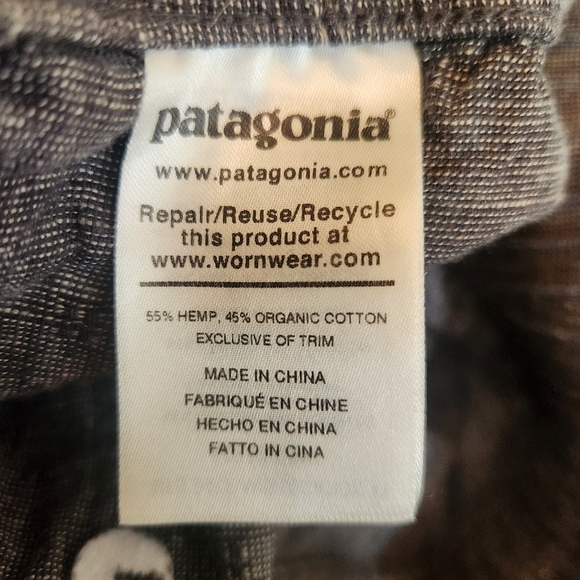 patagonia®
www.patagonia.com
Repair/Reuse/Recycle
this product at
www.wornwear.com
55% HEMP, 45% ORGANIC COTTON
EXCLUSIVE OF TRIM
MADE IN CHINA
FABRIQUÉ EN CHINE
HECHO EN CHINA
FATTO IN CINA